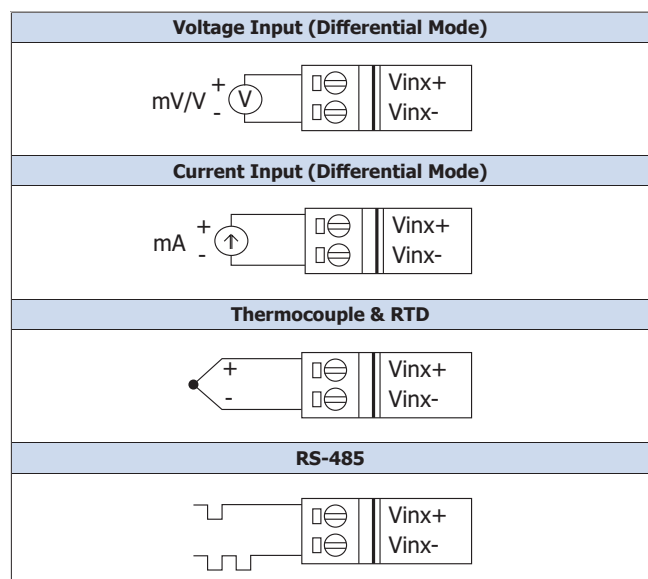 Voltage Input (Differential Mode)
+
mV/V
-
V
Vinx+
Vinx-
Current Input (Differential Mode)
+
mA
-
Vinx+
Vinx-
Thermocouple & RTD
+
-
Vinx+
Vinx-
RS-485
Vinx+
Vinx-